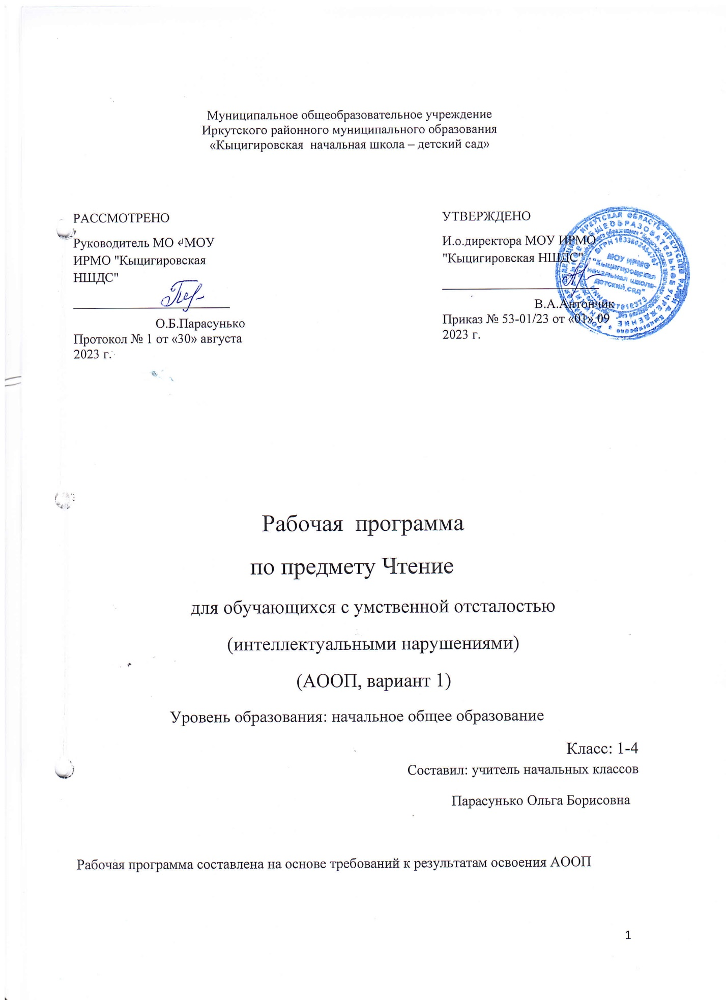 Муниципальное общеобразовательное учреждение
Иркутского районного муниципального образования
«Кыцигировская начальная школа – детский сад»
РАССМОТРЕНО
Руководитель МО ↵МОУ
ИРМО "Кыцигировская
НШДС"
О.Б.Парасунько
Протокол № 1 от «30» августа
2023 г.
УТВЕРЖДЕНО
И.о.директора МОУ ИРМО
"Кыцигировская НШДС"
В.А.Антончик
Приказ № 53-01/23 от «01» 09
2023 г.
МОУ ИРМО
"Кыцигировская
начальная школа-
детский сад"
Рабочая программа
по предмету Чтение
для обучающихся с умственной отсталостью
(интеллектуальными нарушениями)
(АООП, вариант 1)
Уровень образования: начальное общее образование
Класс: 1-4
Составил: учитель начальных классов
Парасунько Ольга Борисовна
Рабочая программа составлена на основе требований к результатам освоения АООП
1